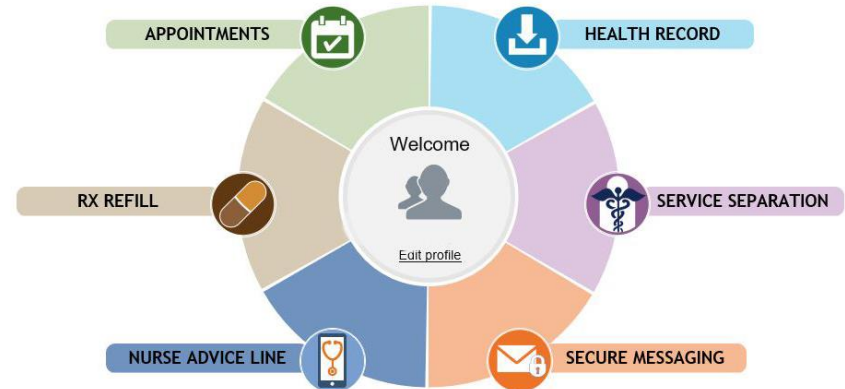 APPOINTMENTS
HEALTH RECORD
Welcome
RX REFILL
SERVICE SEPARATION
Edit profile
NURSE ADVICE LINE
SECURE MESSAGING